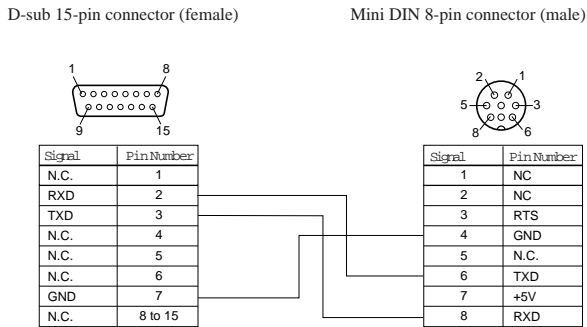 D-sub 15-pin connector (female) Mini DIN 8-pin connector (male)
1 8
9 15
2 1
5 3
8 6
Signal Pin Number
N.C. 1
RXD 2
TXD 3
N.C. 4
N.C. 5
N.C. 6
GND 7
N.C. 8 to 15
Signal Pin Number
1 NC
2 NC
3 RTS
4 GND
5 N.C.
6 TXD
7 +5V
8 RXD